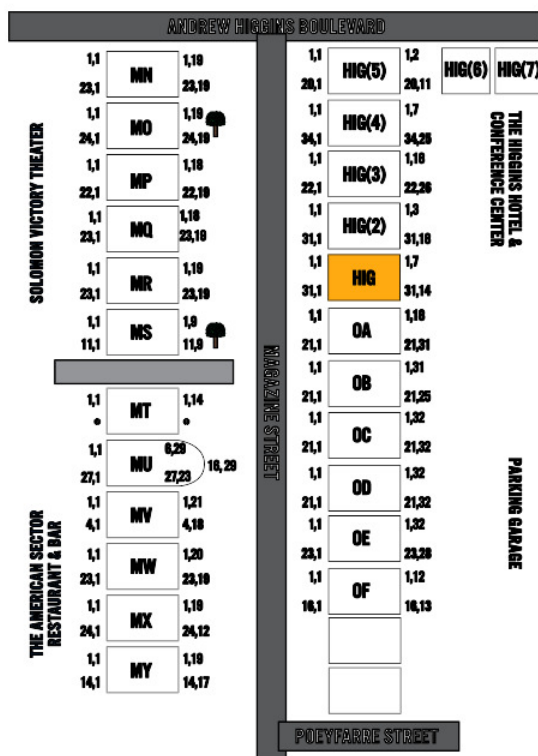 ANDREW HIGGINS BOULEVARD
1,1 MN 1,19
23,1 23,19
1,1 MO 1,19
24,1 24,19
1,1 MP 1,18
22,1 22,19
1,1 MQ 1,18
23,1 23,19
1,1 MR 1,19
23,1 23,19
1,1 MS 1,9
11,1 11,9
1,1 MT 1,14
1,1 MU 6,29
27,1 27,23 18,29
1,1 MV 1,21
4,1 4,18
1,1 MW 1,20
23,1 23,19
1,1 MX 1,19
24,1 24,12
1,1 MY 1,19
14,1 14,17
SOLOMON VICTORY THEATER
THE AMERICAN SECTOR
RESTAURANT & BAR
MAGAZINE STREET
1,1 HIG(5) 1,2
20,1 20,11
HIG(6) HIG(7)
1,1 HIG(4) 1,7
34,1 34,25
1,1 HIG(3) 1,16
22,1 22,26
1,1 HIG(2) 1,3
31,1 31,16
1,1 HIG 1,7
31,1 31,14
1,1 OA 1,16
21,1 21,31
1,1 OB 1,31
21,1 21,25
1,1 OC 1,32
21,1 21,32
1,1 OD 1,32
21,1 21,32
1,1 OE 1,32
23,1 23,28
1,1 OF 1,12
16,1 16,13
THE HIGGINS HOTEL &
CONFERENCE CENTER
PARKING GARAGE
POEYFARRE STREET